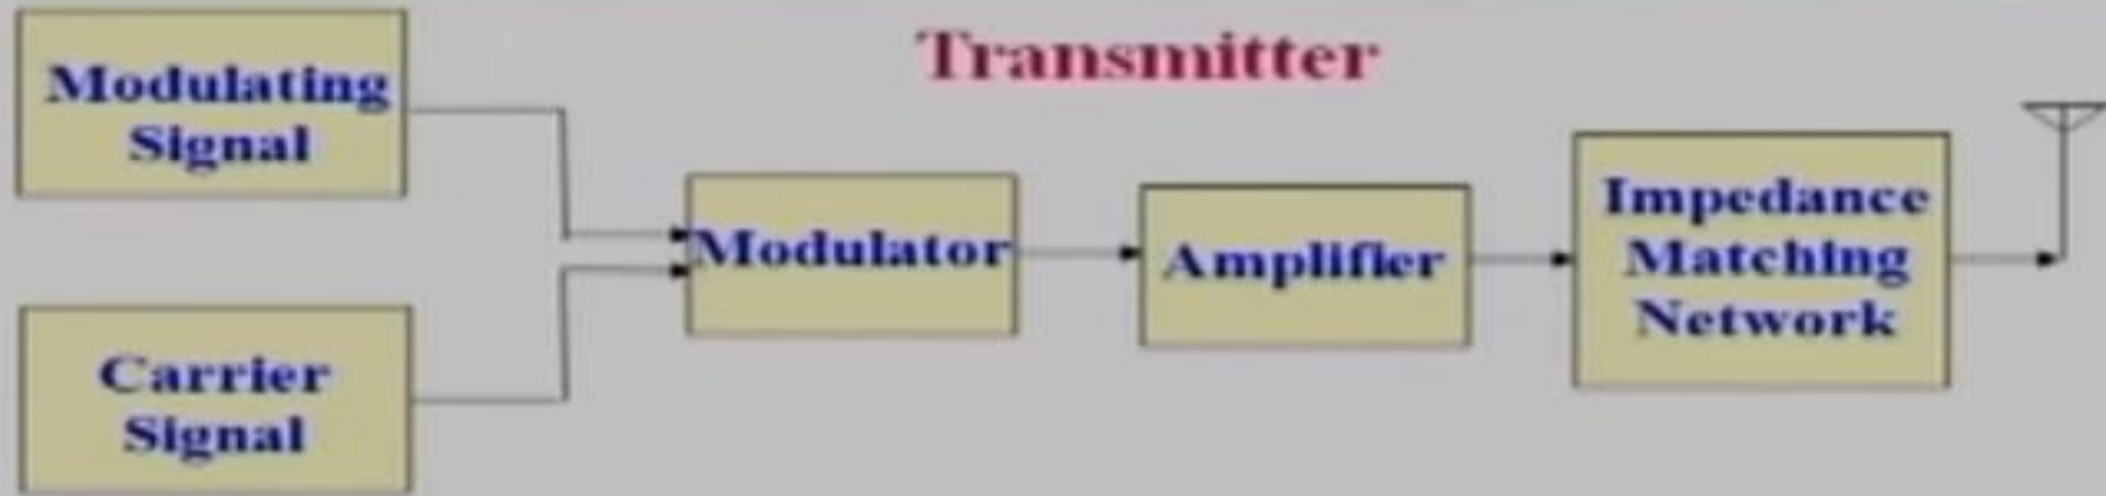 Transmitter
Modulating
Signal
Carrier
Signal
Modulator
Amplifier
Impedance
Matching
Network